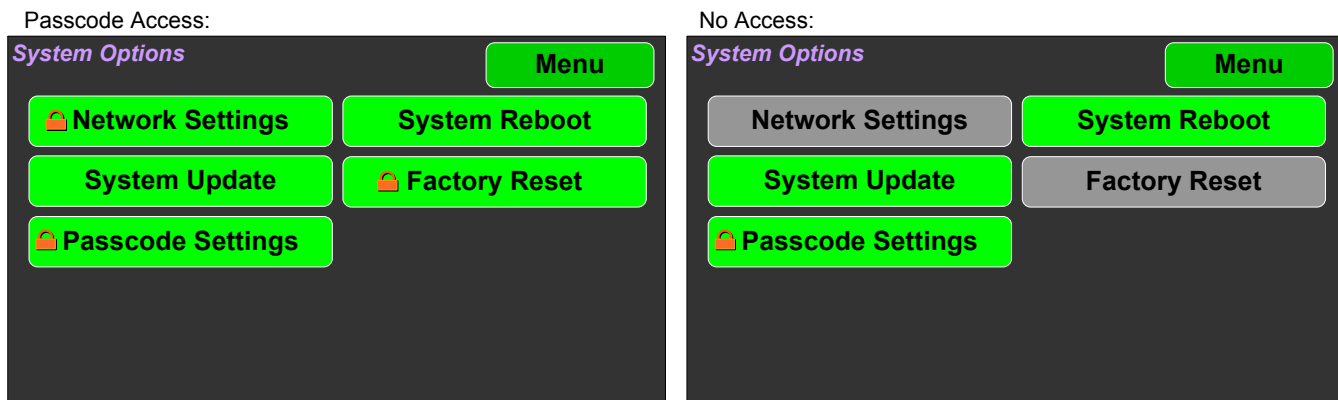 Passcode Access:
System Options
Menu
Network Settings
System Reboot
System Update
Factory Reset
Passcode Settings
No Access:
System Options
Menu
Network Settings
System Reboot
System Update
Factory Reset
Passcode Settings